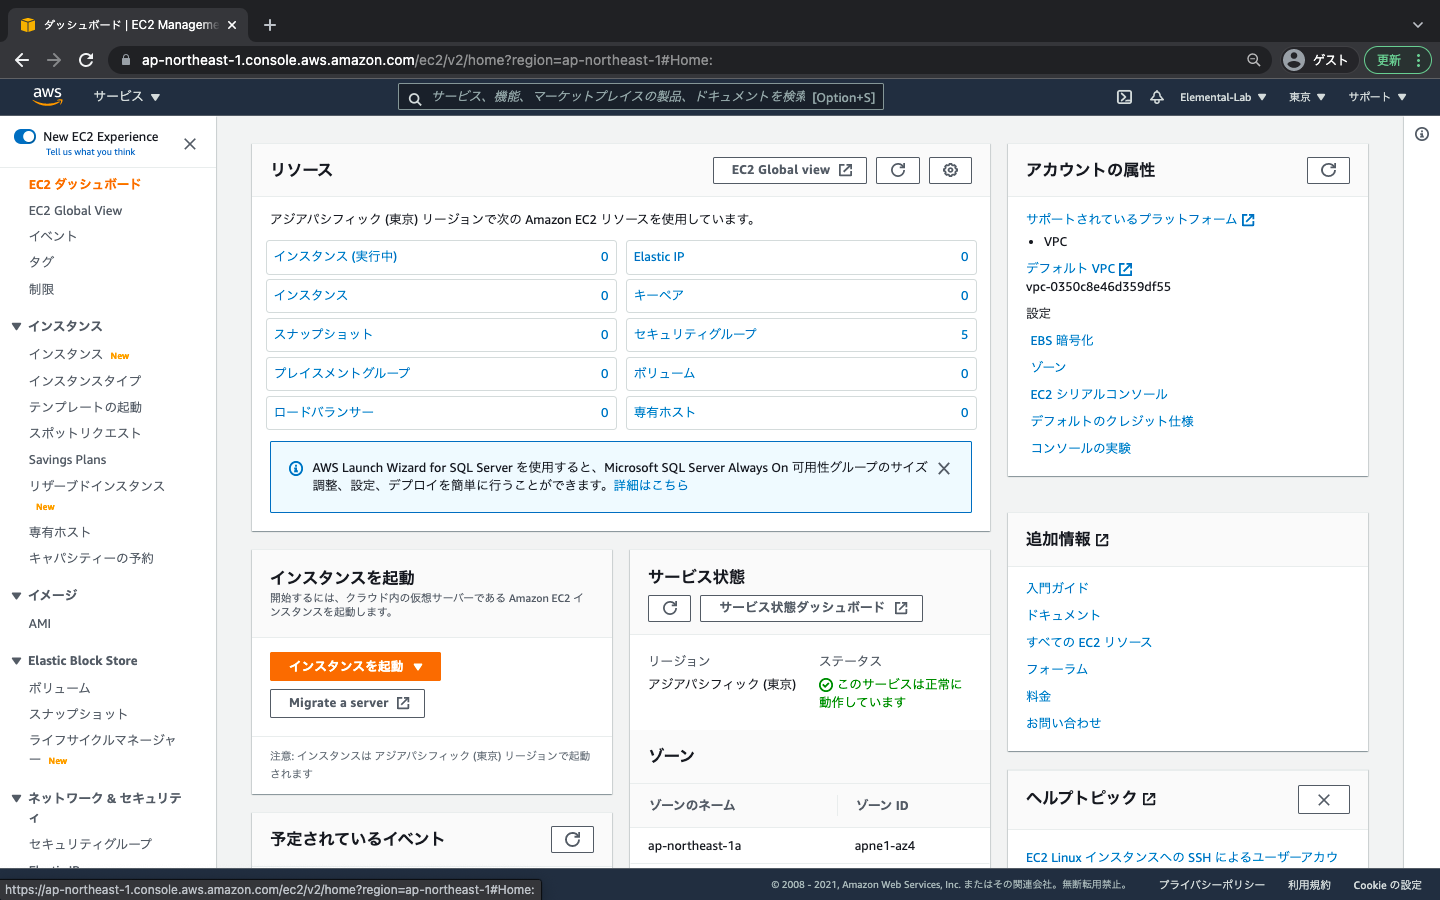 ダッシュボード | EC2 Manageme
ap-northeast-1.console.aws.amazon.com/ec2/v2/home?region=ap-northeast-1#Home:
ゲスト
更新
aws
サービス ▼
サービス、機能、マーケットプレイスの製品、ドキュメントを検索 [Option+S]
Elemental-Lab ▼
東京 ▼
サポート ▼
New EC2 Experience
Tell us what you think
EC2 ダッシュボード
EC2 Global View
イベント
タグ
制限
▼ インスタンス
インスタンス New
インスタンスタイプ
テンプレートの起動
スポットリクエスト
Savings Plans
リザーブドインスタンス
New
専有ホスト
キャパシティーの予約
▼ イメージ
AMI
▼ Elastic Block Store
ボリューム
スナップショット
ライフサイクルマネージャ
ー New
▼ ネットワーク & セキュリテ
ィ
セキュリティグループ
リソース
EC2 Global view
アジアパシフィック (東京) リージョンで次の Amazon EC2 リソースを使用しています。
インスタンス (実行中) 0
Elastic IP 0
インスタンス 0
キーペア 0
スナップショット 0
セキュリティグループ 5
プレイスメントグループ 0
ボリューム 0
ロードバランサー 0
専有ホスト 0
AWS Launch Wizard for SQL Server を使用すると、Microsoft SQL Server Always On 可用性グループのサイズ
調整、設定、デプロイを簡単に行うことができます。詳細はこちら
インスタンスを起動
開始するには、クラウド内の仮想サーバーである Amazon EC2 イ
ンスタンスを起動します。
インスタンスを起動 ▼
Migrate a server
注意: インスタンスは アジアパシフィック (東京) リージョンで起動
されます
予定されているイベント
サービス状態
サービス状態ダッシュボード
リージョン
ステータス
アジアパシフィック (東京)
このサービスは正常に
動作しています
ゾーン
ゾーンのネーム
ゾーン ID
ap-northeast-1a
apne1-az4
アカウントの属性
サポートされているプラットフォーム
• VPC
デフォルト VPC
vpc-0350c8e46d359df55
設定
EBS 暗号化
ゾーン
EC2 シリアルコンソール
デフォルトのクレジット仕様
コンソールの実験
追加情報
入門ガイド
ドキュメント
すべての EC2 リソース
フォーラム
料金
お問い合わせ
ヘルプトピック
EC2 Linux インスタンスへの SSH によるユーザーアカウ
https://ap-northeast-1.console.aws.amazon.com/ec2/v2/home?region=ap-northeast-1#Home:
© 2008 - 2021, Amazon Web Services, Inc. またはその関連会社。無断転用禁止。
プライバシーポリシー
利用規約
Cookie の設定